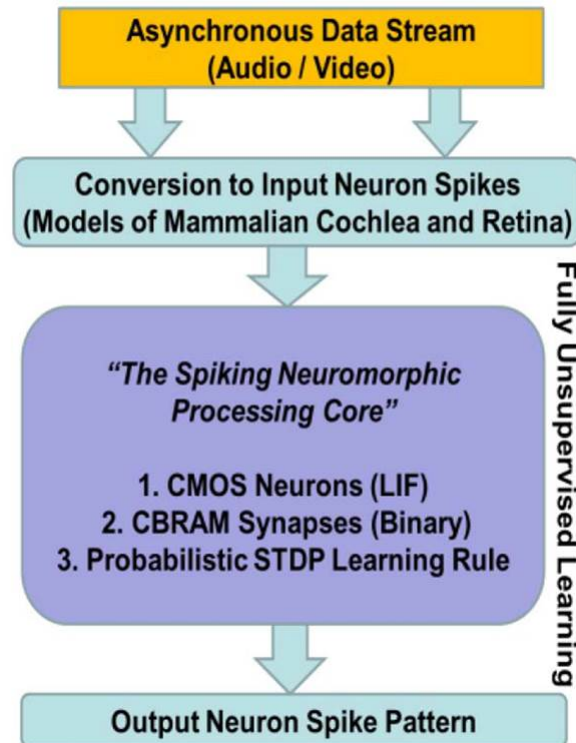 Asynchronous Data Stream
(Audio / Video)
Conversion to Input Neuron Spikes
(Models of Mammalian Cochlea and Retina)
Fully Unsupervised Learning
“The Spiking Neuromorphic
Processing Core”
1. CMOS Neurons (LIF)
2. CBRAM Synapses (Binary)
3. Probabilistic STDP Learning Rule
Output Neuron Spike Pattern